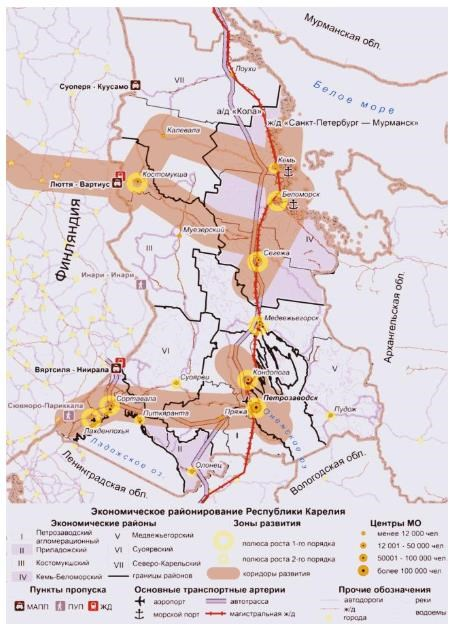 Мурманская обл.
Лоухи
VII
Суоперя - Куусамо
а/д «Кола»
Белое море
ж/д «Санкт-Петербург — Мурманск»
Калевала
Кемь
Костомукша
Люття - Вартиус
Беломорск
Муезерский
ФИНЛЯНДИЯ
III
IV
Сегежа
Инари - Инари
Архангельская обл.
Медвежьегорск
VI
V
Вяртсиля - Ниирала
Суоярви
Кондопога
Петрозаводск
Сювяоро-Париккала
Сортавала
Питкяранта
Пряжа
Пудож
Лахденпохья
Онежское оз.
Ладожское оз.
II
I
Олонец
Ленинградская обл.
Вологодская обл.
Экономическое районирование Республики Карелия
Экономические районы
I Петрозаводский агломерационный
II Приладожский
III Костомукшский
IV Кемь-Беломорский
V Медвежьегорский
VI Суоярвский
VII Северо-Карельский
границы районов
Зоны развития
полюса роста 1-го порядка
полюса роста 2-го порядка
коридоры развития
Центры МО
менее 12 000 чел
12 001 - 50 000 чел
50001 - 100 000 чел
более 100 000 чел
Пункты пропуска
МАПП
ПУП
ЖД
Основные транспортные артерии
аэропорт
морской порт
автотрасса
магистральная ж/д
Прочие обозначения
автодороги
ж/д
города
реки
водоемы